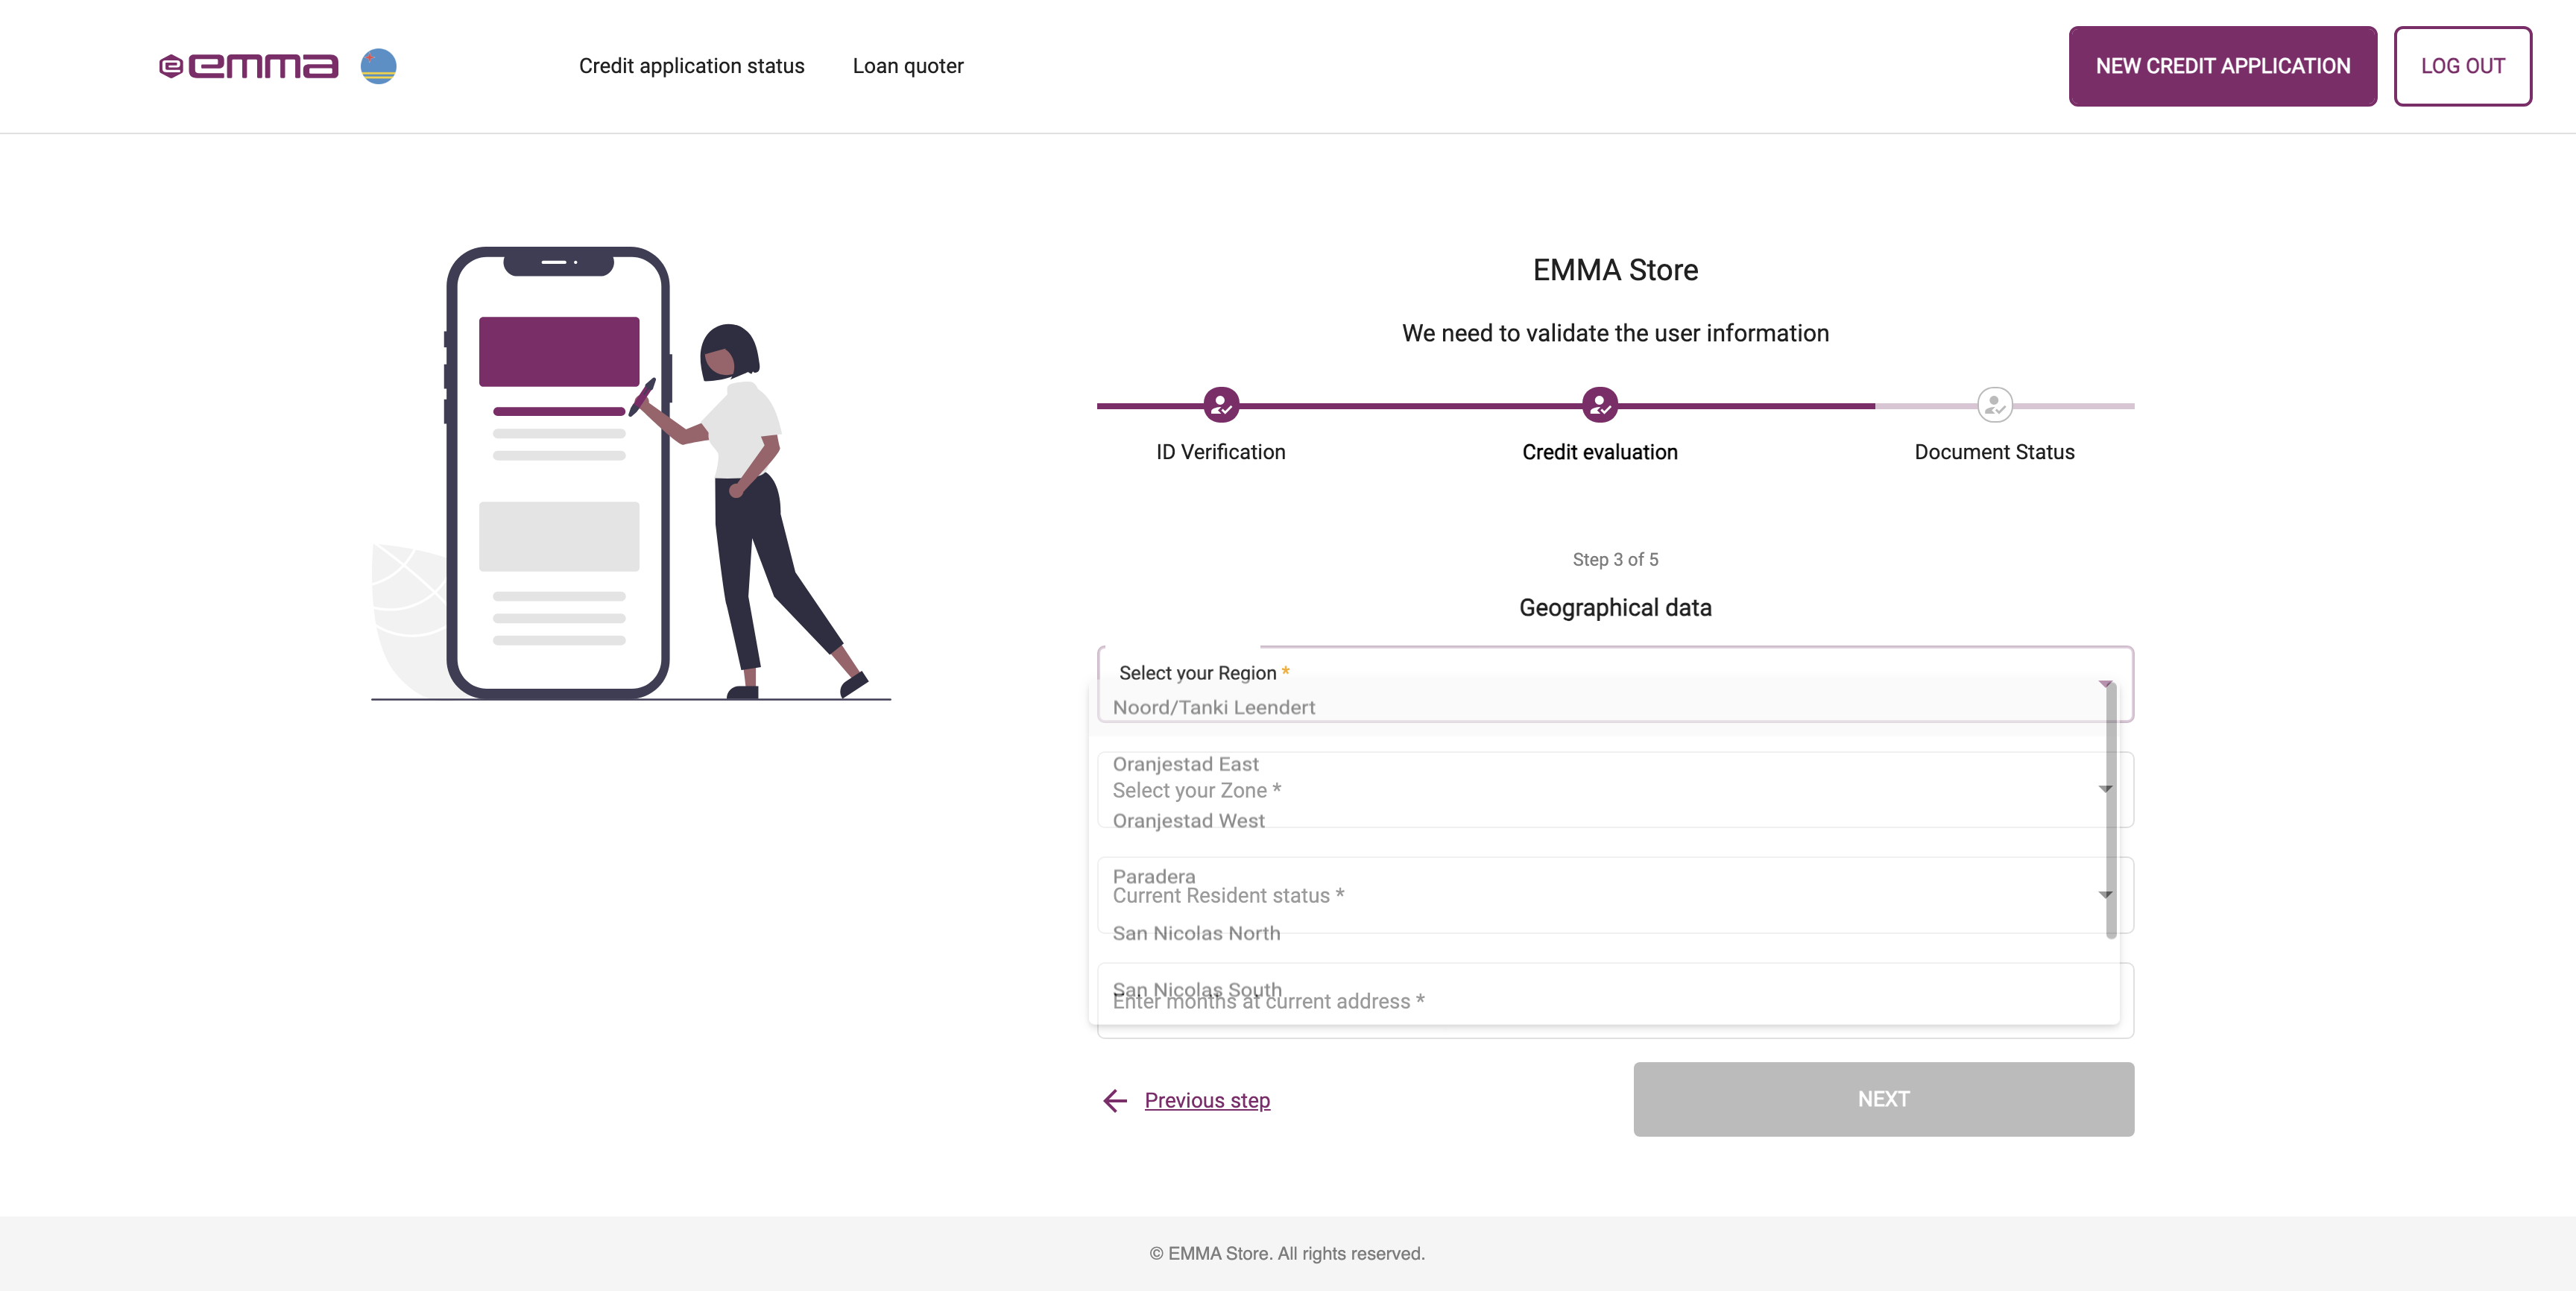 emma
Credit application status
Loan quoter
NEW CREDIT APPLICATION
LOG OUT
EMMA Store
We need to validate the user information
ID Verification
Credit evaluation
Document Status
Step 3 of 5
Geographical data
Select your Region *
Noord/Tanki Leendert
Oranjestad East
Select your Zone *
Oranjestad West
Paradera
Current Resident status *
San Nicolas North
San Nicolas South
Enter months at current address *
Previous step
NEXT
© EMMA Store. All rights reserved.